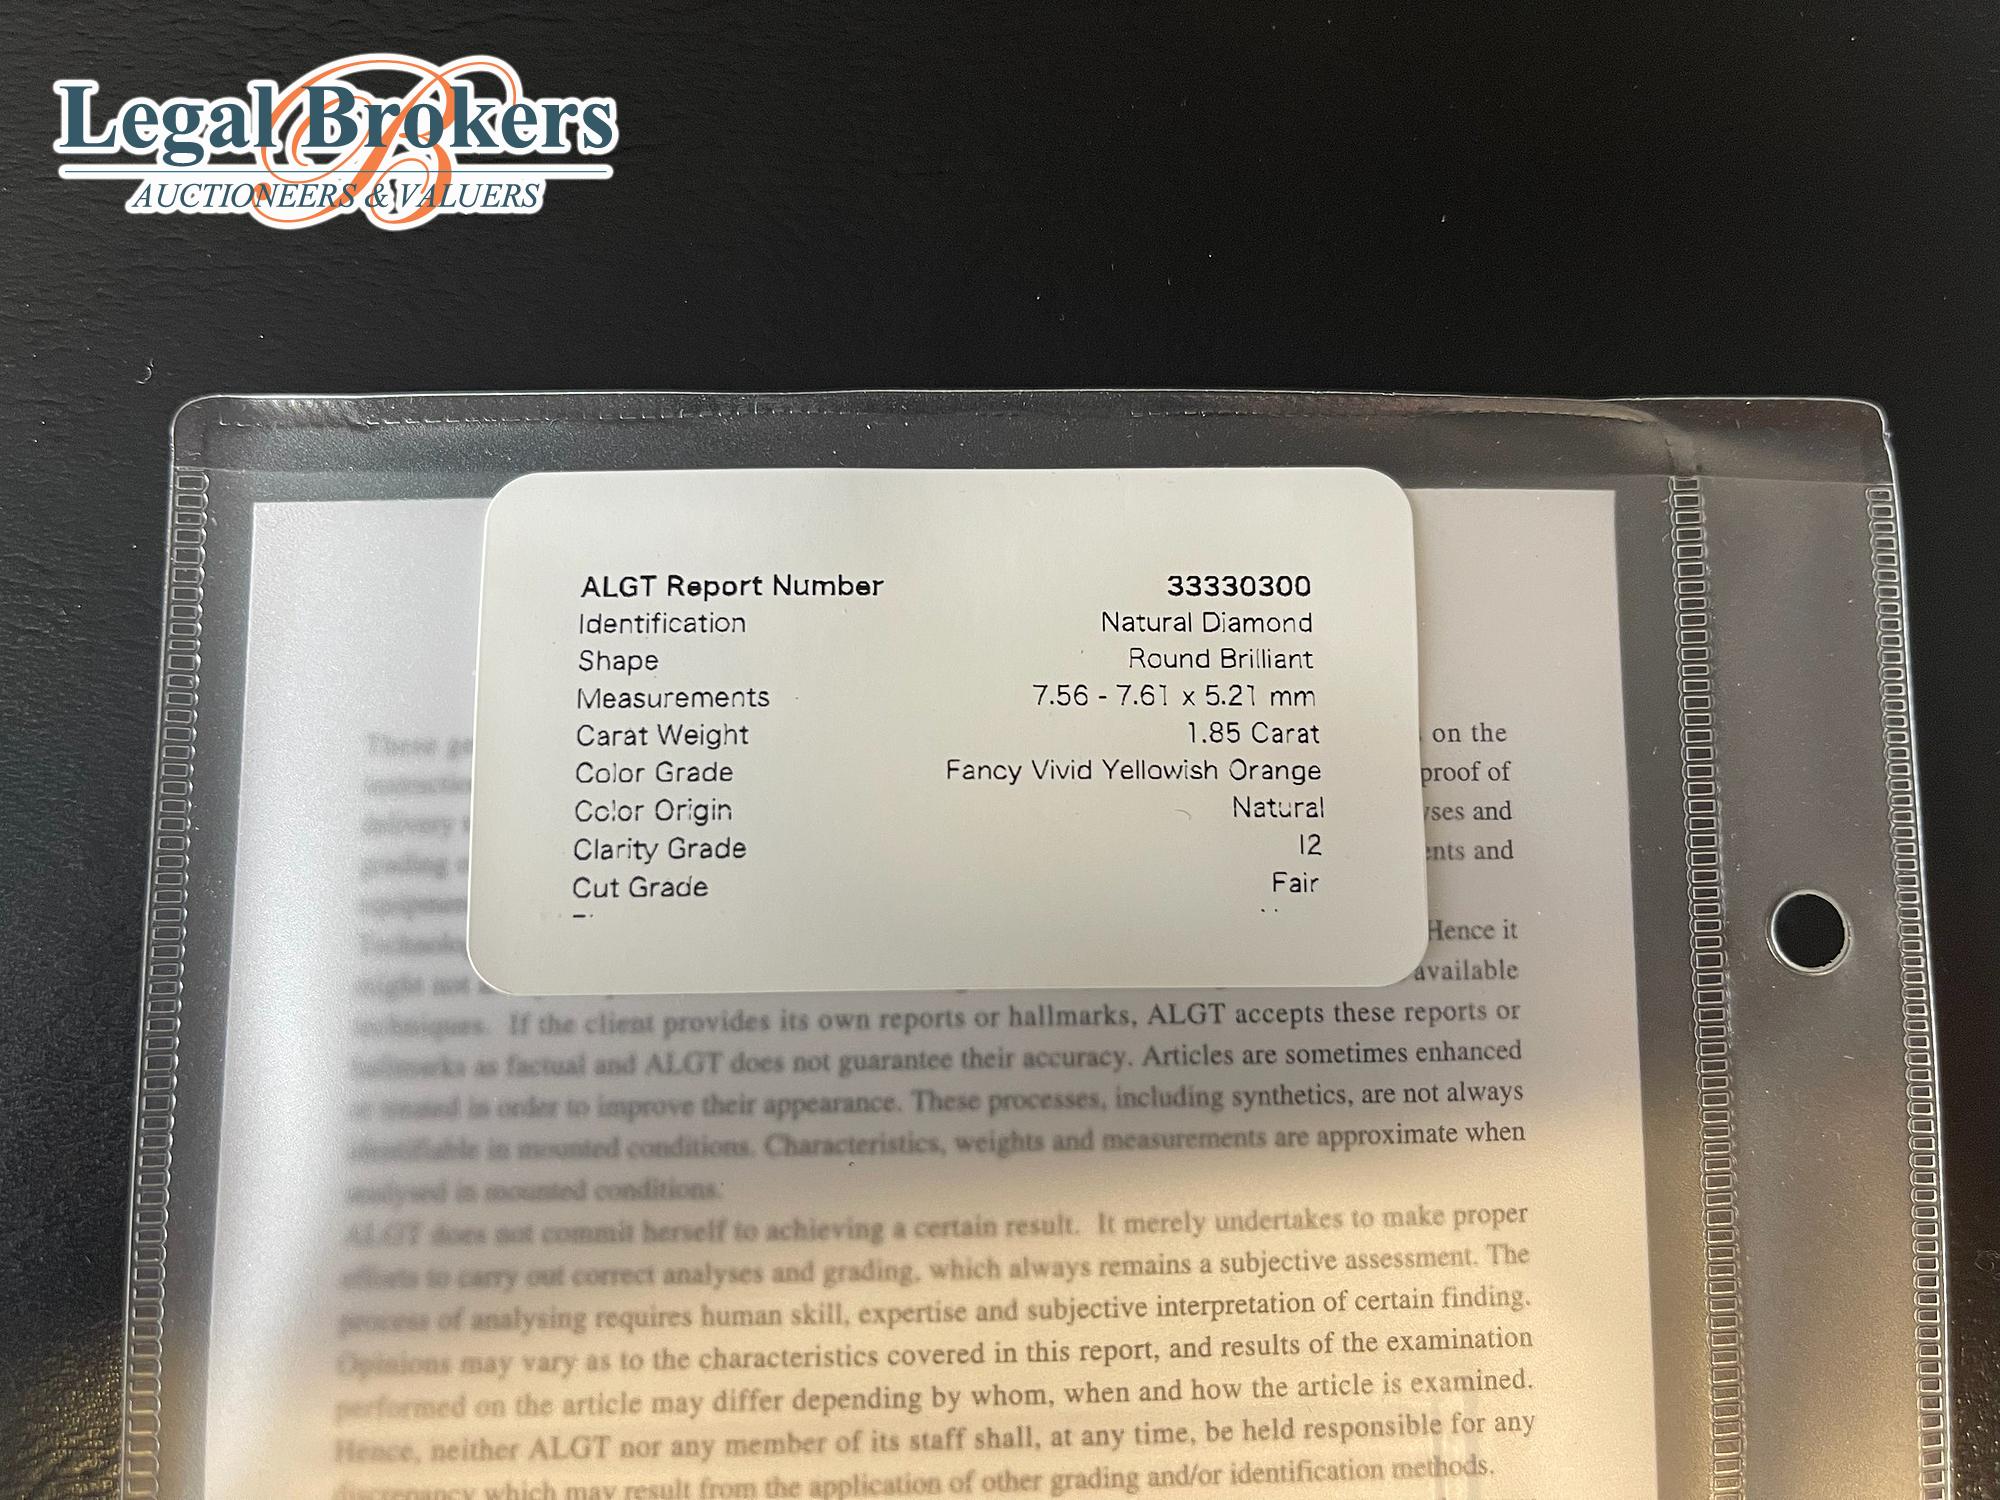 Legal Brokers
AUCTIONEERS & VALUERS
ALGT Report Number 33330300
Identification Natural Diamond
Shape Round Brilliant
Measurements 7.56 - 7.61 x 5.21 mm
Carat Weight 1.85 Carat
Color Grade Fancy Vivid Yellowish Orange
Color Origin Natural
Clarity Grade I2
Cut Grade Fair
on the
proof of
and
and
Hence it
might not available
techniques. If the client provides its own reports or hallmarks, ALGT accepts these reports or
hallmarks as factual and ALGT does not guarantee their accuracy. Articles are sometimes enhanced
or treated in order to improve their appearance. These processes, including synthetics, are not always
identifiable in mounted conditions. Characteristics, weights and measurements are approximate when
analysed in mounted conditions.
ALGT does not commit herself to achieving a certain result. It merely undertakes to make proper
efforts to carry out correct analyses and grading, which always remains a subjective assessment. The
process of analysing requires human skill, expertise and subjective interpretation of certain finding.
Opinions may vary as to the characteristics covered in this report, and results of the examination
performed on the article may differ depending by whom, when and how the article is examined.
Hence, neither ALGT nor any member of its staff shall, at any time, be held responsible for any
discrepancy which may result from the application of other grading and/or identification methods.